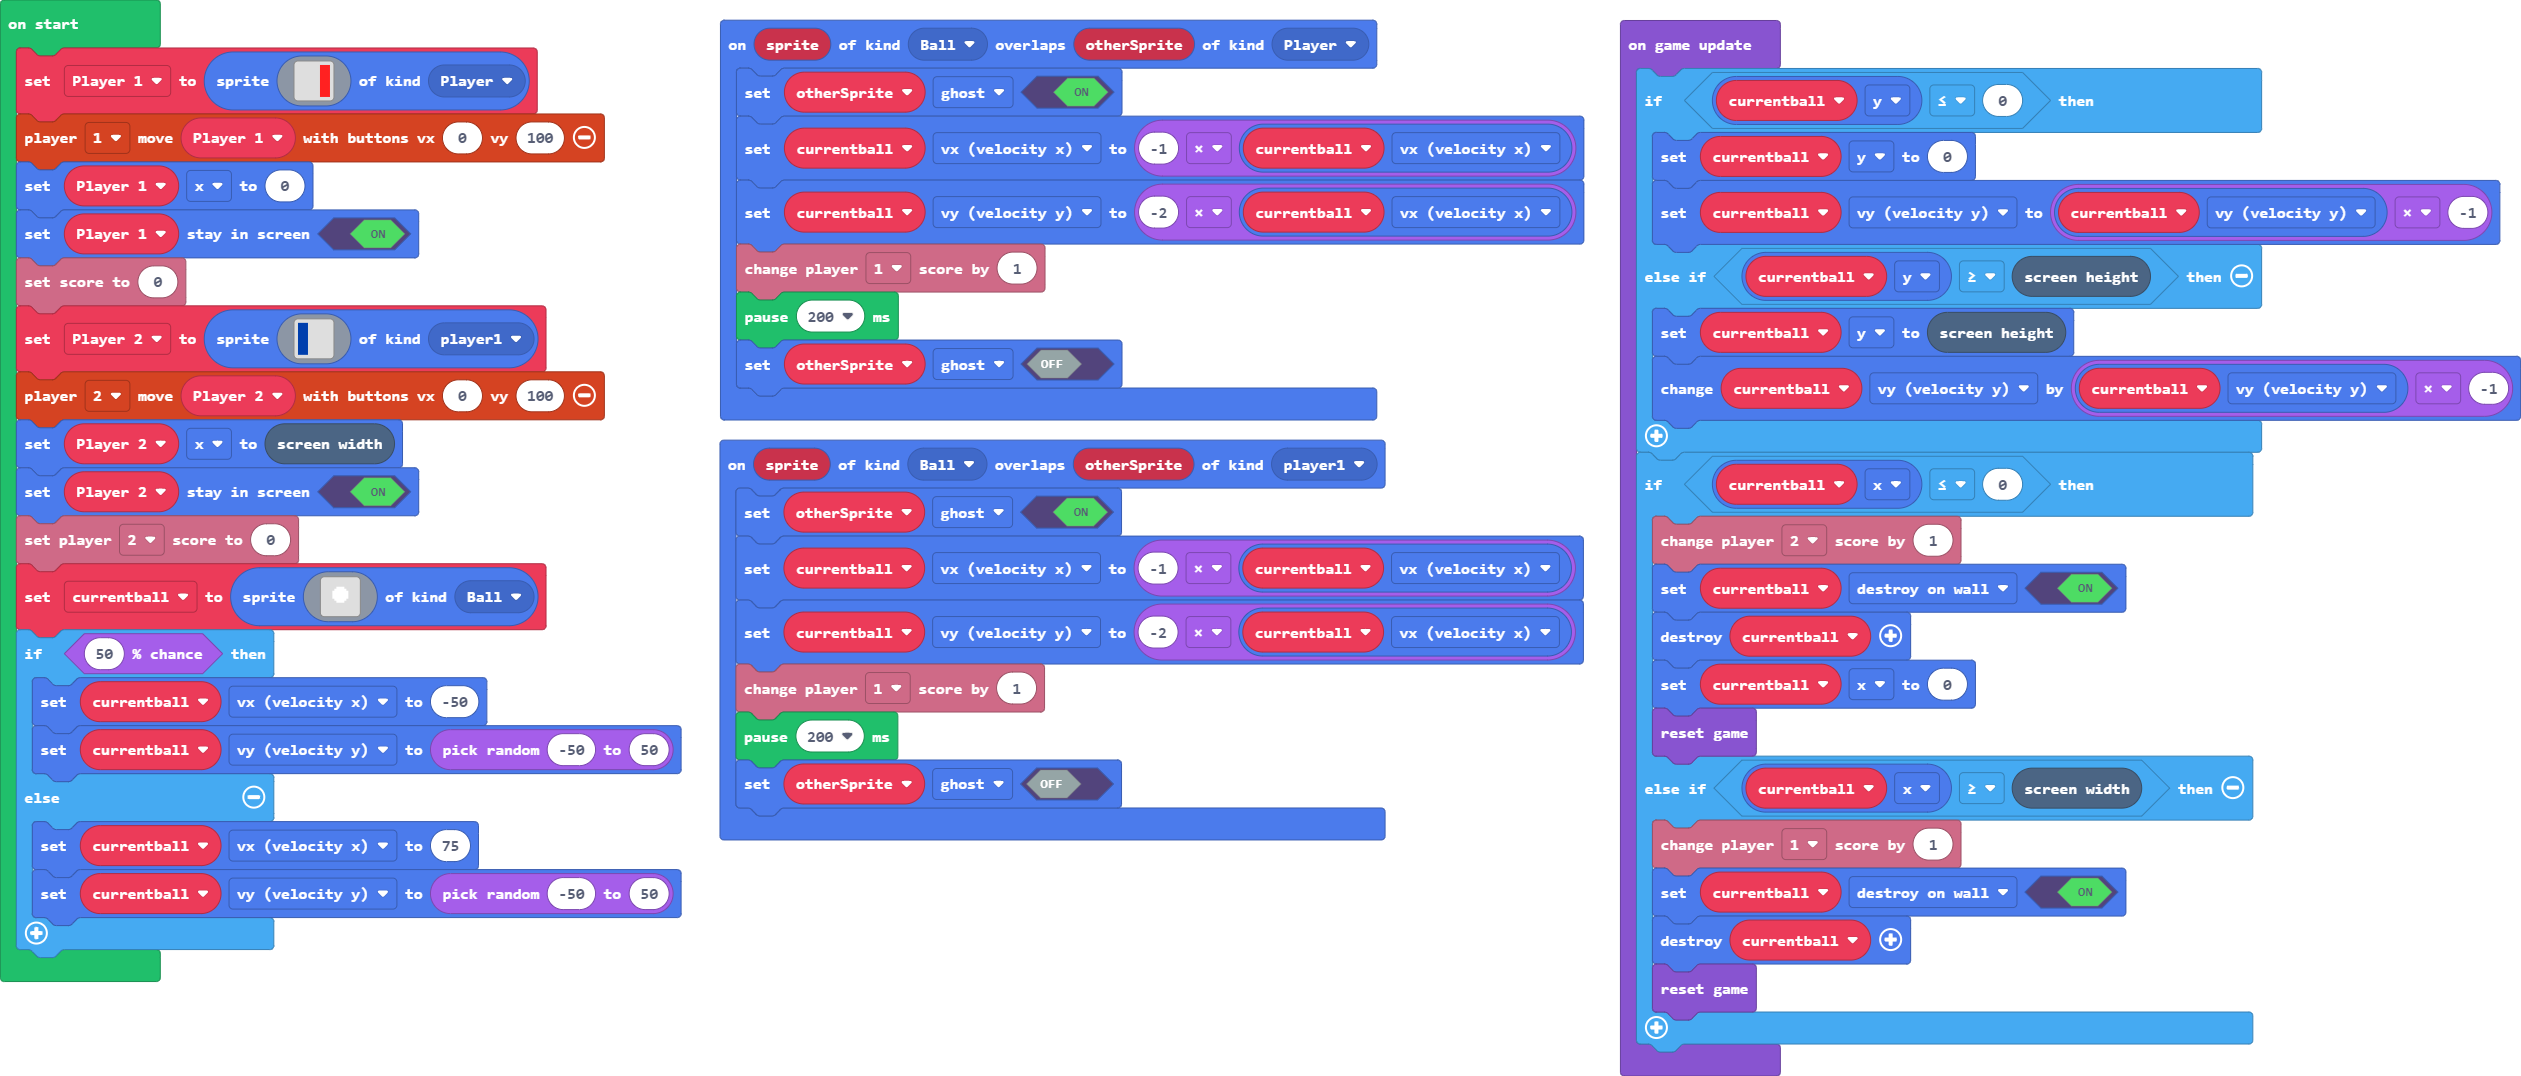 on start
set Player 1 to sprite of kind Player
player 1 move Player 1 with buttons vx 0 vy 100
set Player 1 x to 0
set Player 1 stay in screen ON
set score to 0
set Player 2 to sprite of kind player1
player 2 move Player 2 with buttons vx 0 vy 100
set Player 2 x to screen width
set Player 2 stay in screen ON
set player 2 score to 0
set currentball to sprite of kind Ball
if 50 % chance then
set currentball vx (velocity x) to -50
set currentball vy (velocity y) to pick random -50 to 50
else
set currentball vx (velocity x) to 75
set currentball vy (velocity y) to pick random -50 to 50
on sprite of kind Ball overlaps otherSprite of kind Player
set otherSprite ghost ON
set currentball vx (velocity x) to -1 × currentball vx (velocity x)
set currentball vy (velocity y) to -2 × currentball vx (velocity x)
change player 1 score by 1
pause 200 ms
set otherSprite ghost OFF
on sprite of kind Ball overlaps otherSprite of kind player1
set otherSprite ghost ON
set currentball vx (velocity x) to -1 × currentball vx (velocity x)
set currentball vy (velocity y) to -2 × currentball vx (velocity x)
change player 1 score by 1
pause 200 ms
set otherSprite ghost OFF
on game update
if currentball y ≤ 0 then
set currentball y to 0
set currentball vy (velocity y) to currentball vy (velocity y) × -1
else if currentball y ≥ screen height then
set currentball y to screen height
change currentball vy (velocity y) by currentball vy (velocity y) × -1
if currentball x ≤ 0 then
change player 2 score by 1
set currentball destroy on wall ON
destroy currentball
set currentball x to 0
reset game
else if currentball x ≥ screen width then
change player 1 score by 1
set currentball destroy on wall ON
destroy currentball
reset game